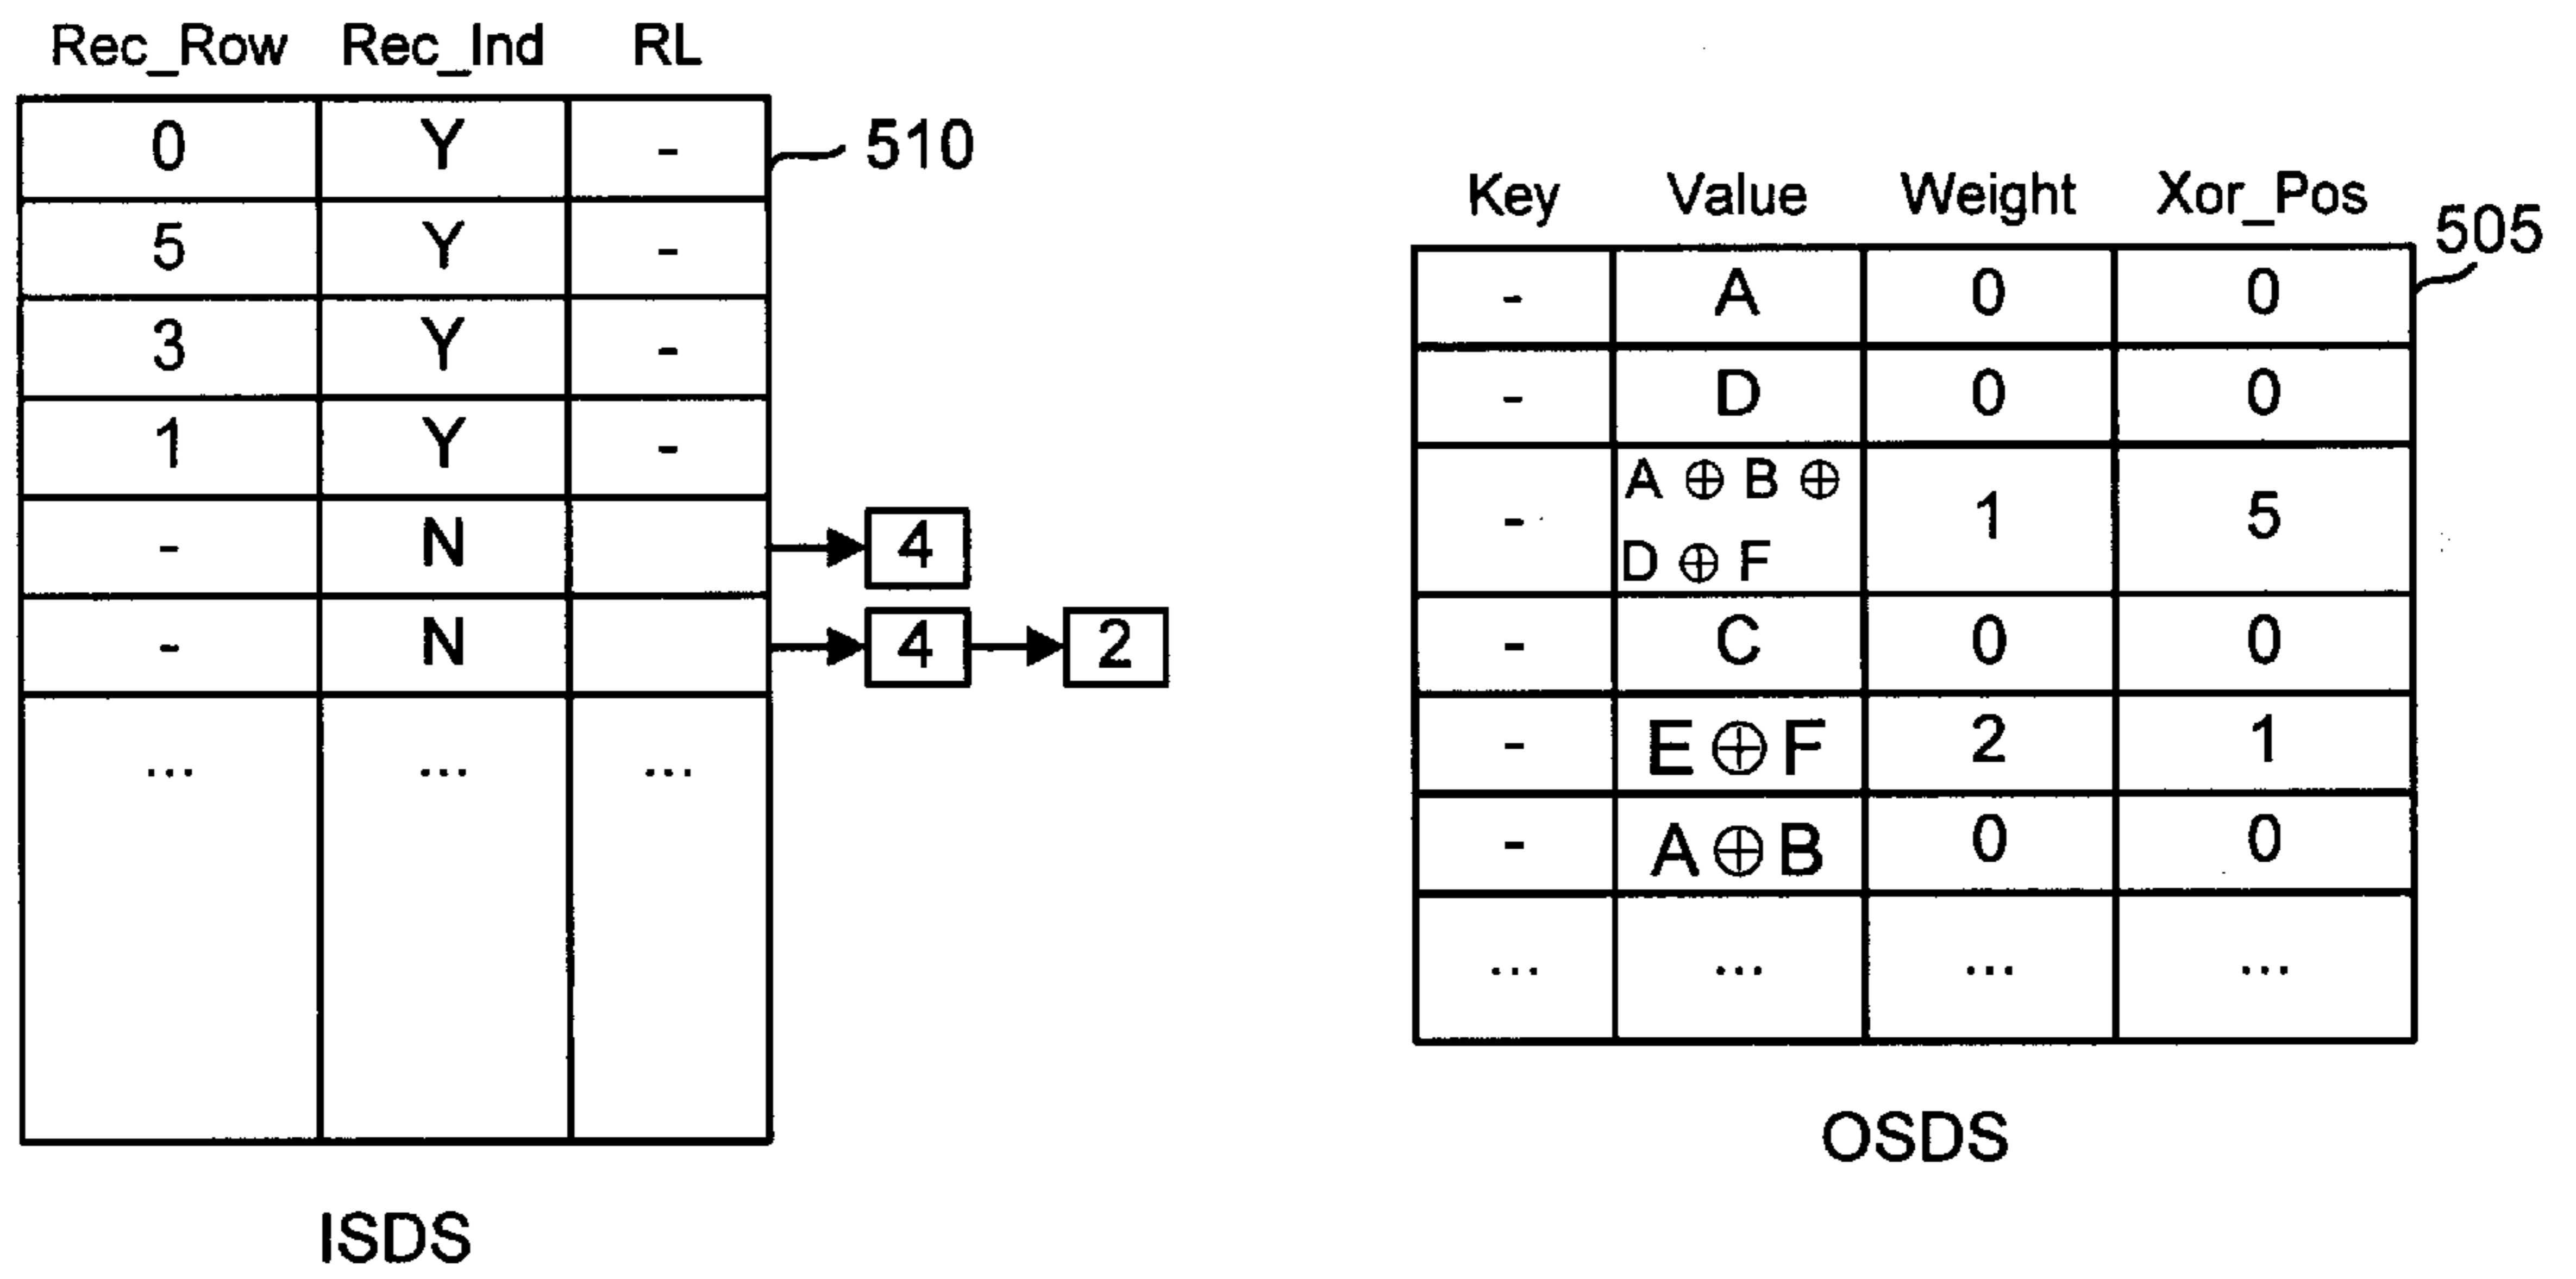 Rec_Row Rec_Ind RL
0 Y - 510
5 Y -
3 Y -
1 Y -
- N 4
- N 4 2
... ... ...
ISDS
Key Value Weight Xor_Pos
505
- A 0 0
- D 0 0
- A ⊕ B ⊕ 1 5
D ⊕ F
- C 0 0
- E ⊕ F 2 1
- A ⊕ B 0 0
... ... ... ...
OSDS